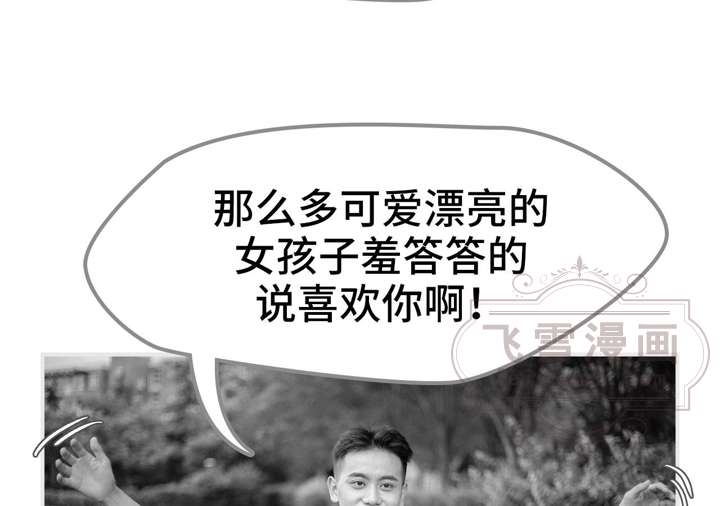 那么多可爱漂亮的
女孩子羞答答的
说喜欢你啊！
飞雪漫画